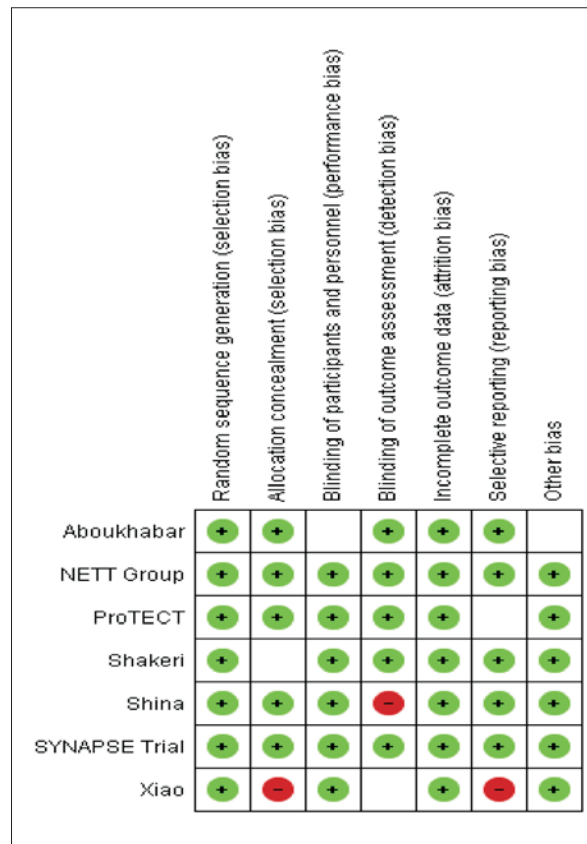 Random sequence generation (selection bias)
Allocation concealment (selection bias)
Blinding of participants and personnel (performance bias)
Blinding of outcome assessment (detection bias)
Incomplete outcome data (attrition bias)
Selective reporting (reporting bias)
Other bias
Aboukhabar + + + + +
NETT Group + + + + + + +
ProTECT + + + + + +
Shakeri + + + + + +
Shina + + + - + + +
SYNAPSE Trial + + + + + + +
Xiao + - + + - +